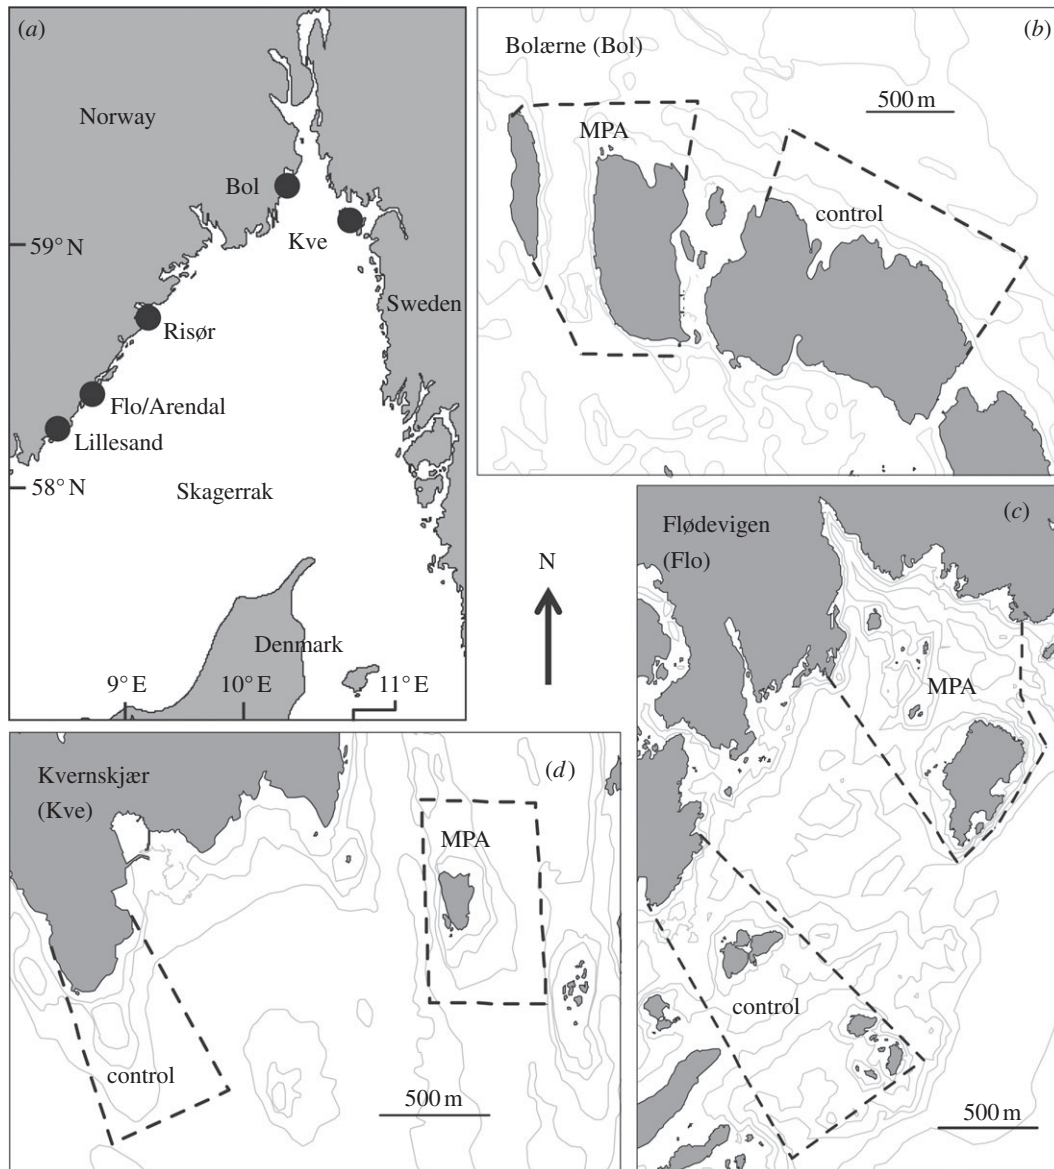 (a)
Norway
Bol
Kve
59° N
Sweden
Risør
Flo/Arendal
Lillesand
58° N
Skagerrak
Denmark
9° E
10° E
11° E
N
(b)
Bolærne (Bol)
500 m
MPA
control
(c)
Flødevigen
(Flo)
MPA
control
500 m
(d)
Kvernskjær
(Kve)
MPA
control
500 m